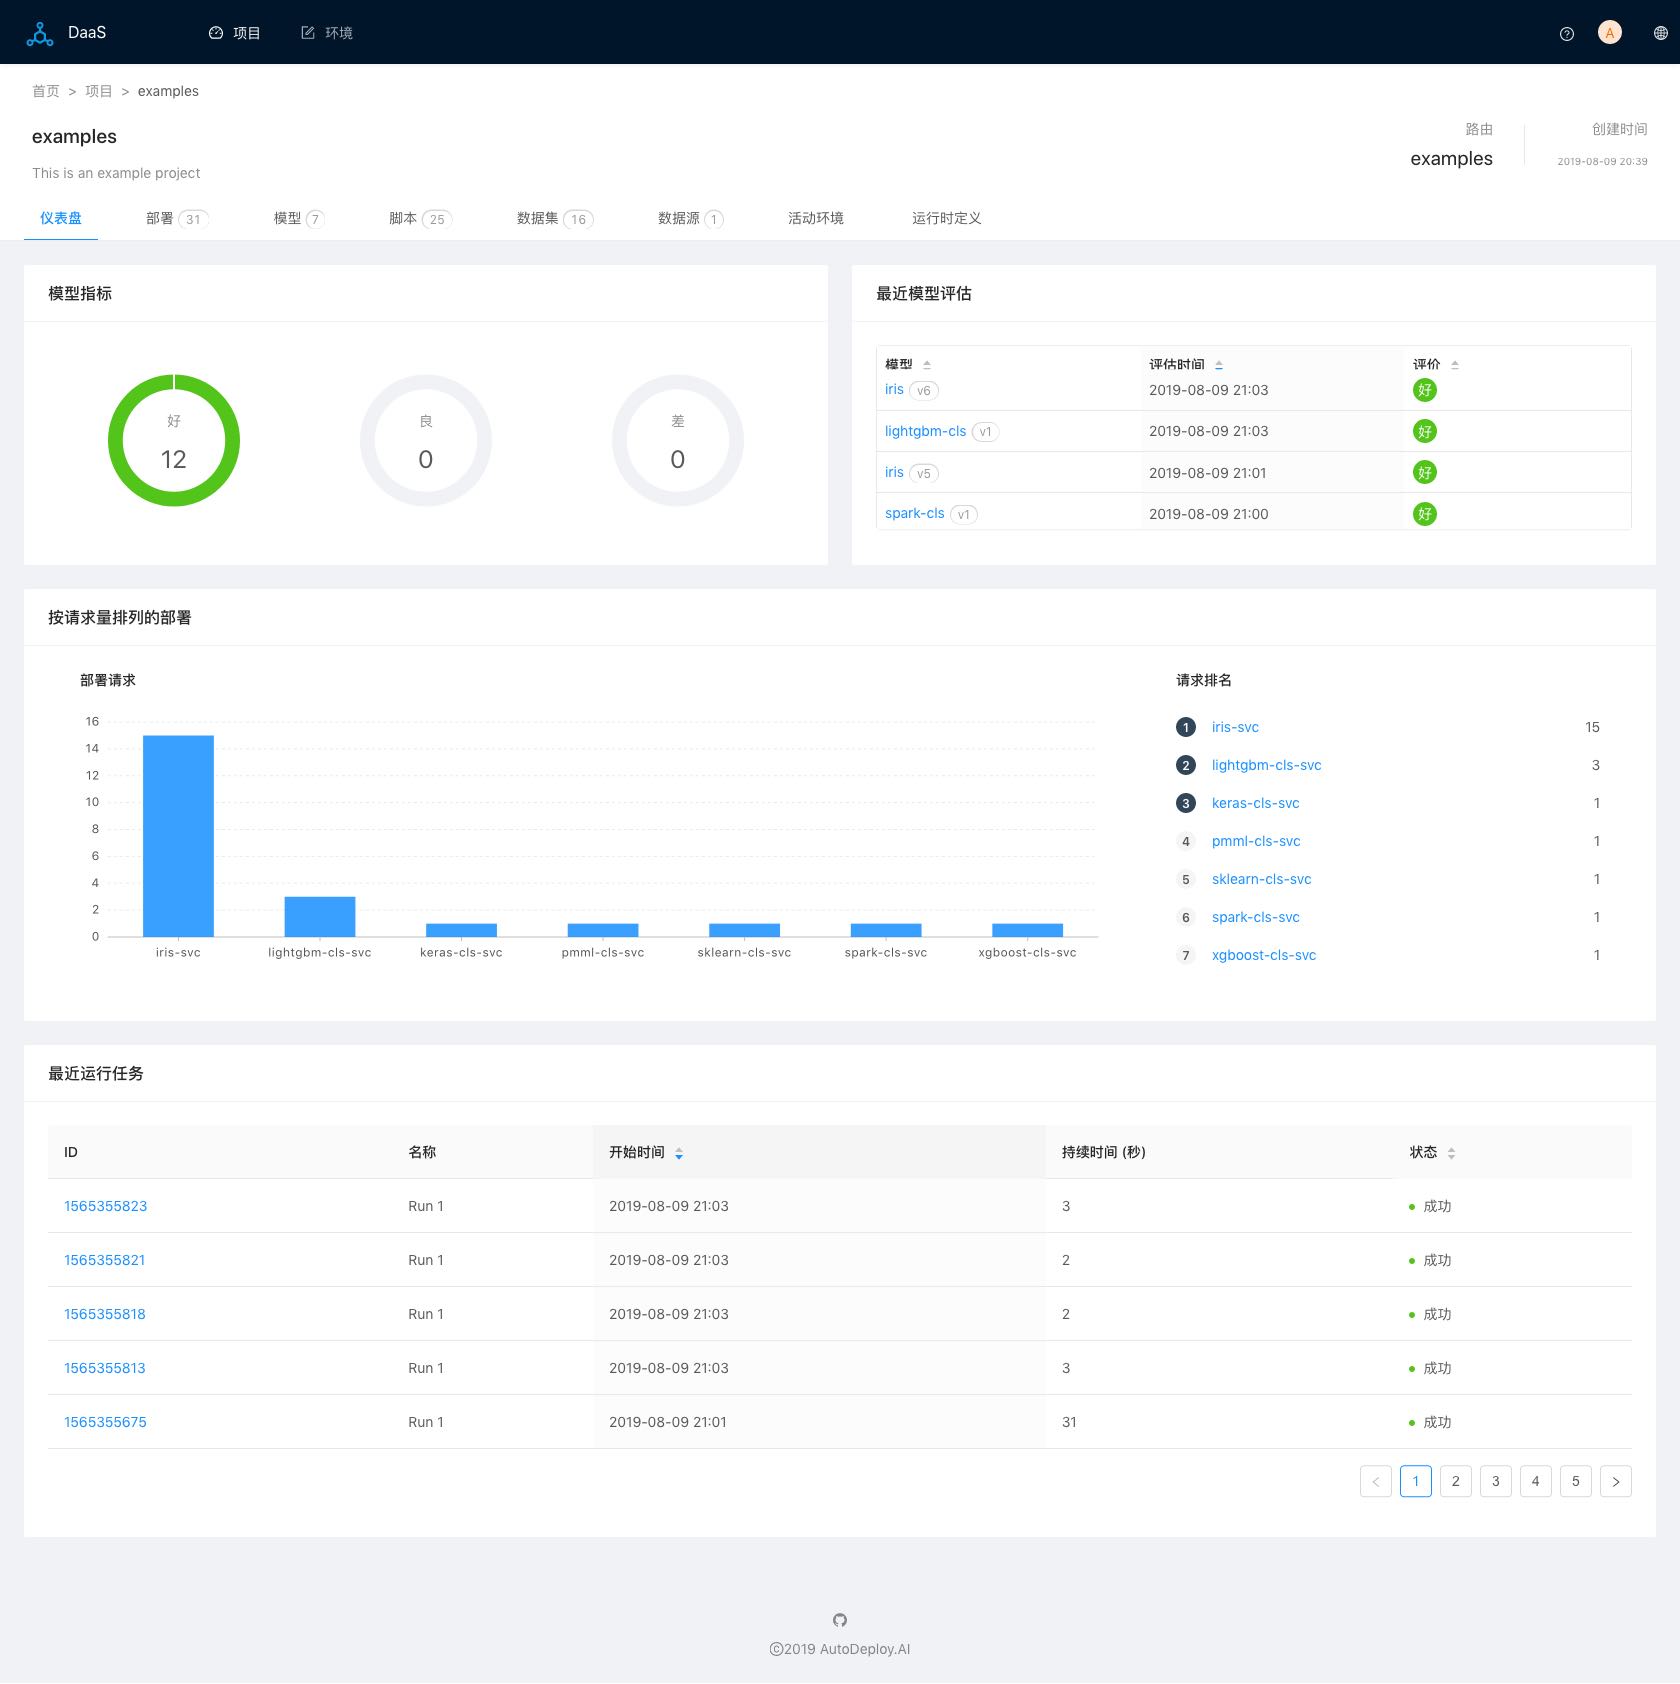 DaaS 项目 环境 A
首页 > 项目 > examples
examples
This is an example project
路由
examples
创建时间
2019-08-09 20:39
仪表盘 部署 31 模型 7 脚本 25 数据集 16 数据源 1 活动环境 运行时定义
模型指标
好
12
良
0
差
0
最近模型评估
模型 评估时间 评价
iris v6 2019-08-09 21:03 好
lightgbm-cls v1 2019-08-09 21:03 好
iris v5 2019-08-09 21:01 好
spark-cls v1 2019-08-09 21:00 好
按请求量排列的部署
部署请求
16
14
12
10
8
6
4
2
0
iris-svc lightgbm-cls-svc keras-cls-svc pmml-cls-svc sklearn-cls-svc spark-cls-svc xgboost-cls-svc
请求排名
1 iris-svc 15
2 lightgbm-cls-svc 3
3 keras-cls-svc 1
4 pmml-cls-svc 1
5 sklearn-cls-svc 1
6 spark-cls-svc 1
7 xgboost-cls-svc 1
最近运行任务
ID 名称 开始时间 持续时间 (秒) 状态
1565355823 Run 1 2019-08-09 21:03 3 成功
1565355821 Run 1 2019-08-09 21:03 2 成功
1565355818 Run 1 2019-08-09 21:03 2 成功
1565355813 Run 1 2019-08-09 21:03 3 成功
1565355675 Run 1 2019-08-09 21:01 31 成功
< 1 2 3 4 5 >
©2019 AutoDeploy.AI